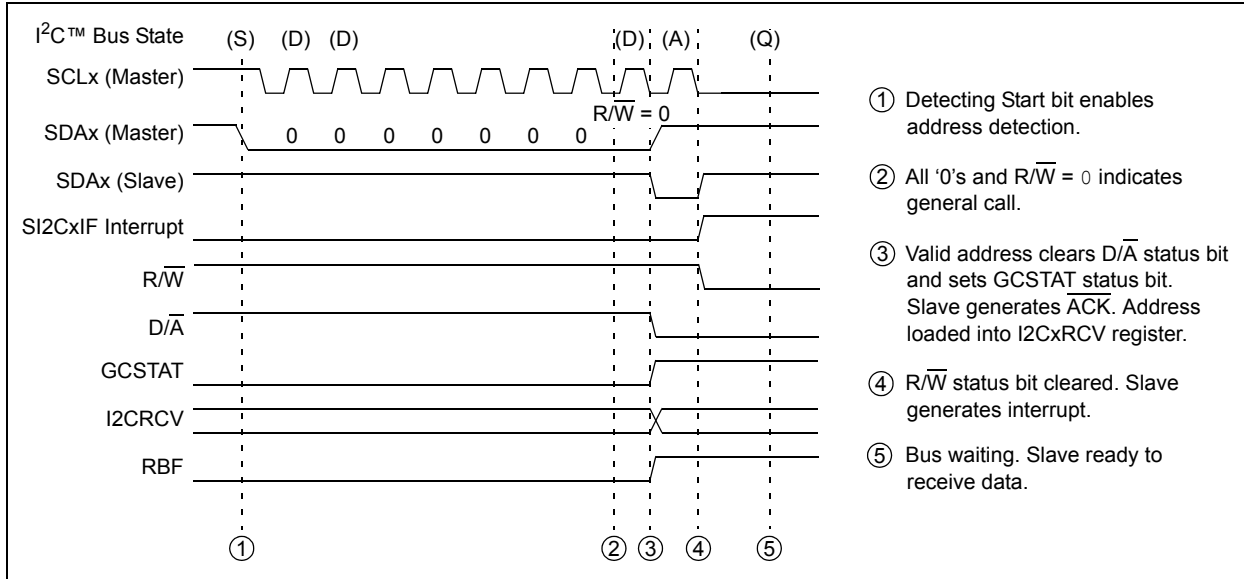 I²C™ Bus State (S) (D) (D) (D) (A) (Q)
SCLx (Master)
R/W̅ = 0
SDAx (Master)
0 0 0 0 0 0 0
SDAx (Slave)
SI2CxIF Interrupt
R/W̅
D/A̅
GCSTAT
I2CRCV
RBF
① ② ③ ④ ⑤
① Detecting Start bit enables
address detection.
② All ‘0’s and R/W̅ = 0 indicates
general call.
③ Valid address clears D/A̅ status bit
and sets GCSTAT status bit.
Slave generates A̅C̅K̅. Address
loaded into I2CxRCV register.
④ R/W̅ status bit cleared. Slave
generates interrupt.
⑤ Bus waiting. Slave ready to
receive data.